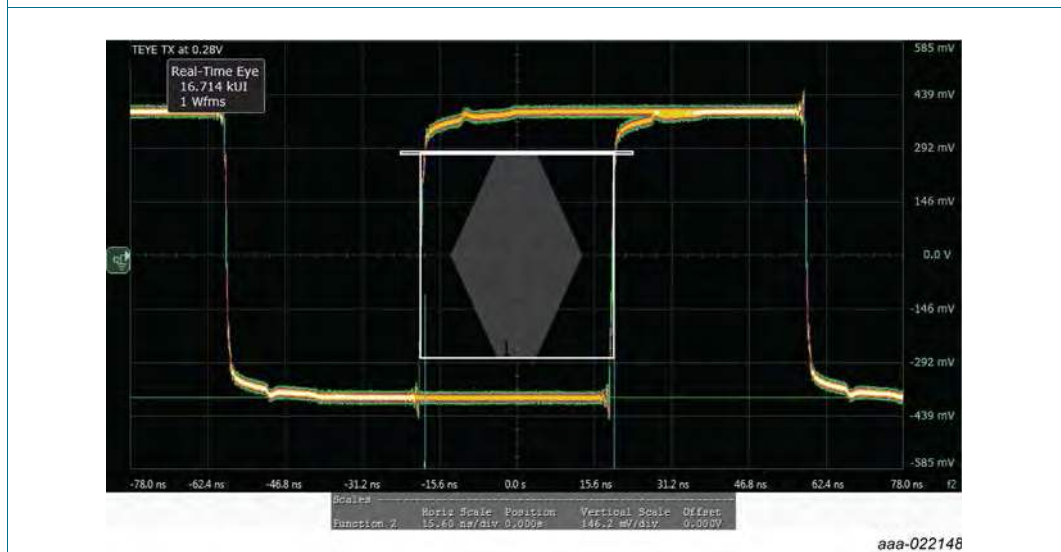 TEYE TX at 0.28V
Real-Time Eye
16.714 kUI
1 Wfms
585 mV
439 mV
292 mV
146 mV
0.0 V
-146 mV
-292 mV
-439 mV
-585 mV
-78.0 ns -62.4 ns -46.8 ns -31.2 ns -15.6 ns 0.0 s 15.6 ns 31.2 ns 46.8 ns 62.4 ns 78.0 ns f2
Scales
Horiz Scale Position Vertical Scale Offset
Function 2 15.60 ns/div 0.000s 146.2 mV/div 0.000V
aaa-022148